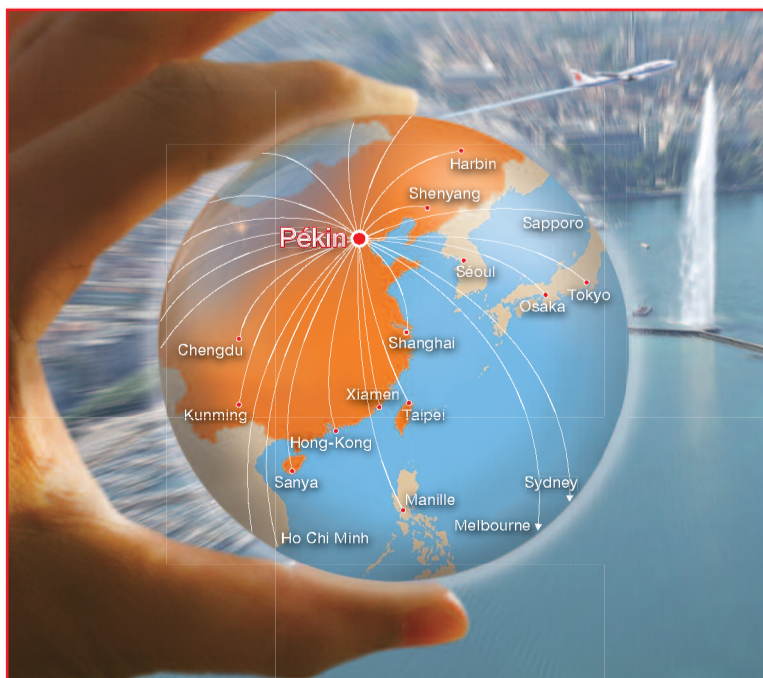 Harbin
Shenyang
Sapporo
Pékin
Séoul
Osaka
Tokyo
Shanghai
Chengdu
Xiamen
Kunming
Taipei
Hong-Kong
Sanya
Sydney
Manille
Melbourne
Ho Chi Minh